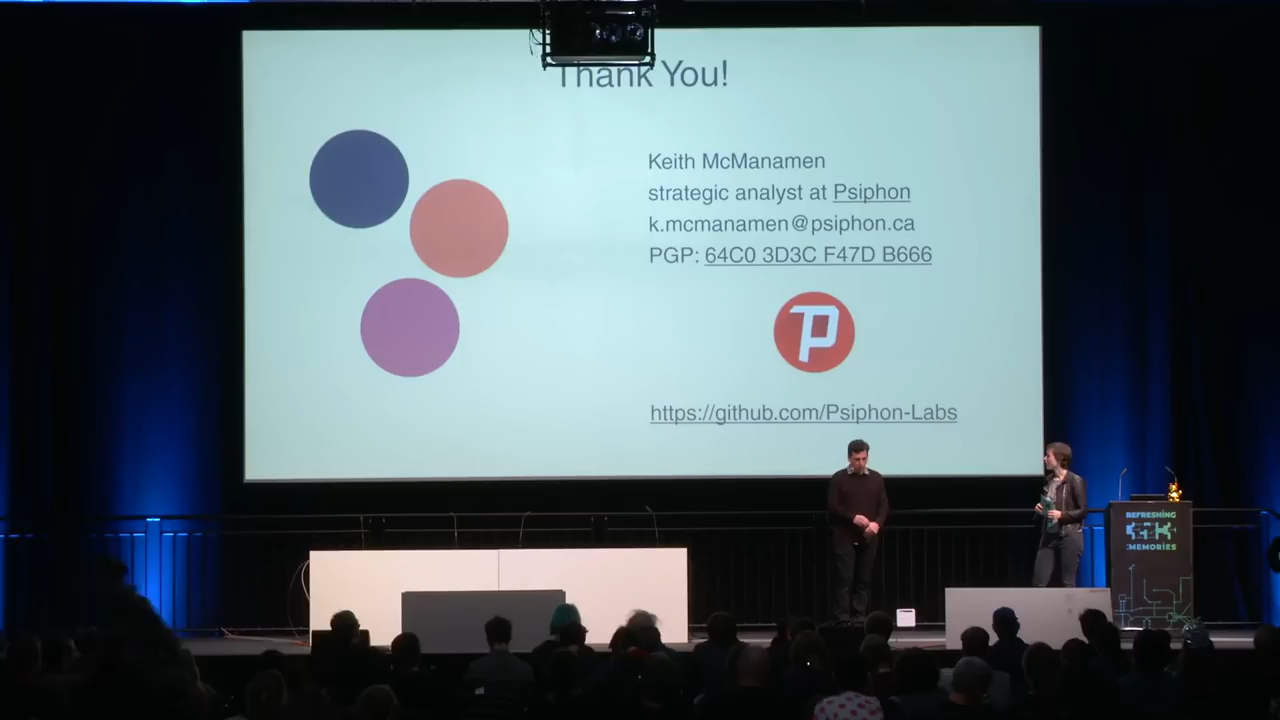 Thank You!
Keith McManamen
strategic analyst at Psiphon
k.mcmanamen@psiphon.ca
PGP: 64C0 3D3C F47D B666
https://github.com/Psiphon-Labs
REFRESHING
:MEMORIES